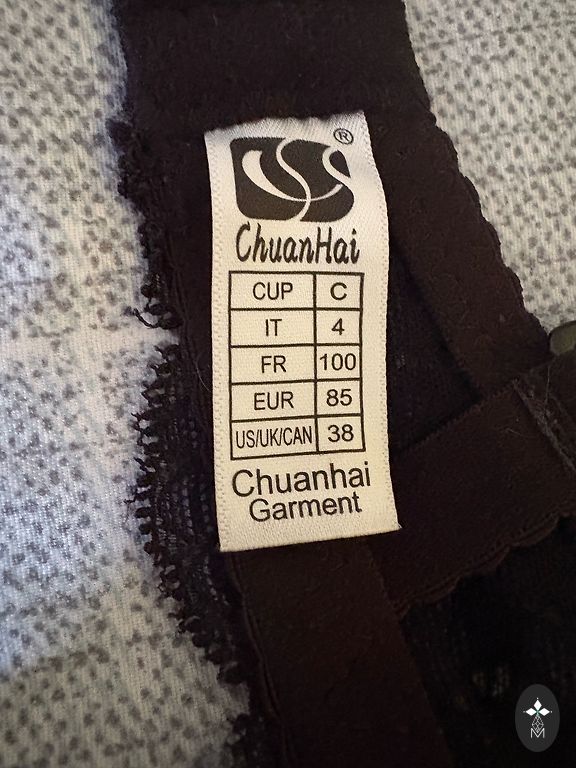 ®
ChuanHai
CUP C
IT 4
FR 100
EUR 85
US/UK/CAN 38
Chuanhai
Garment